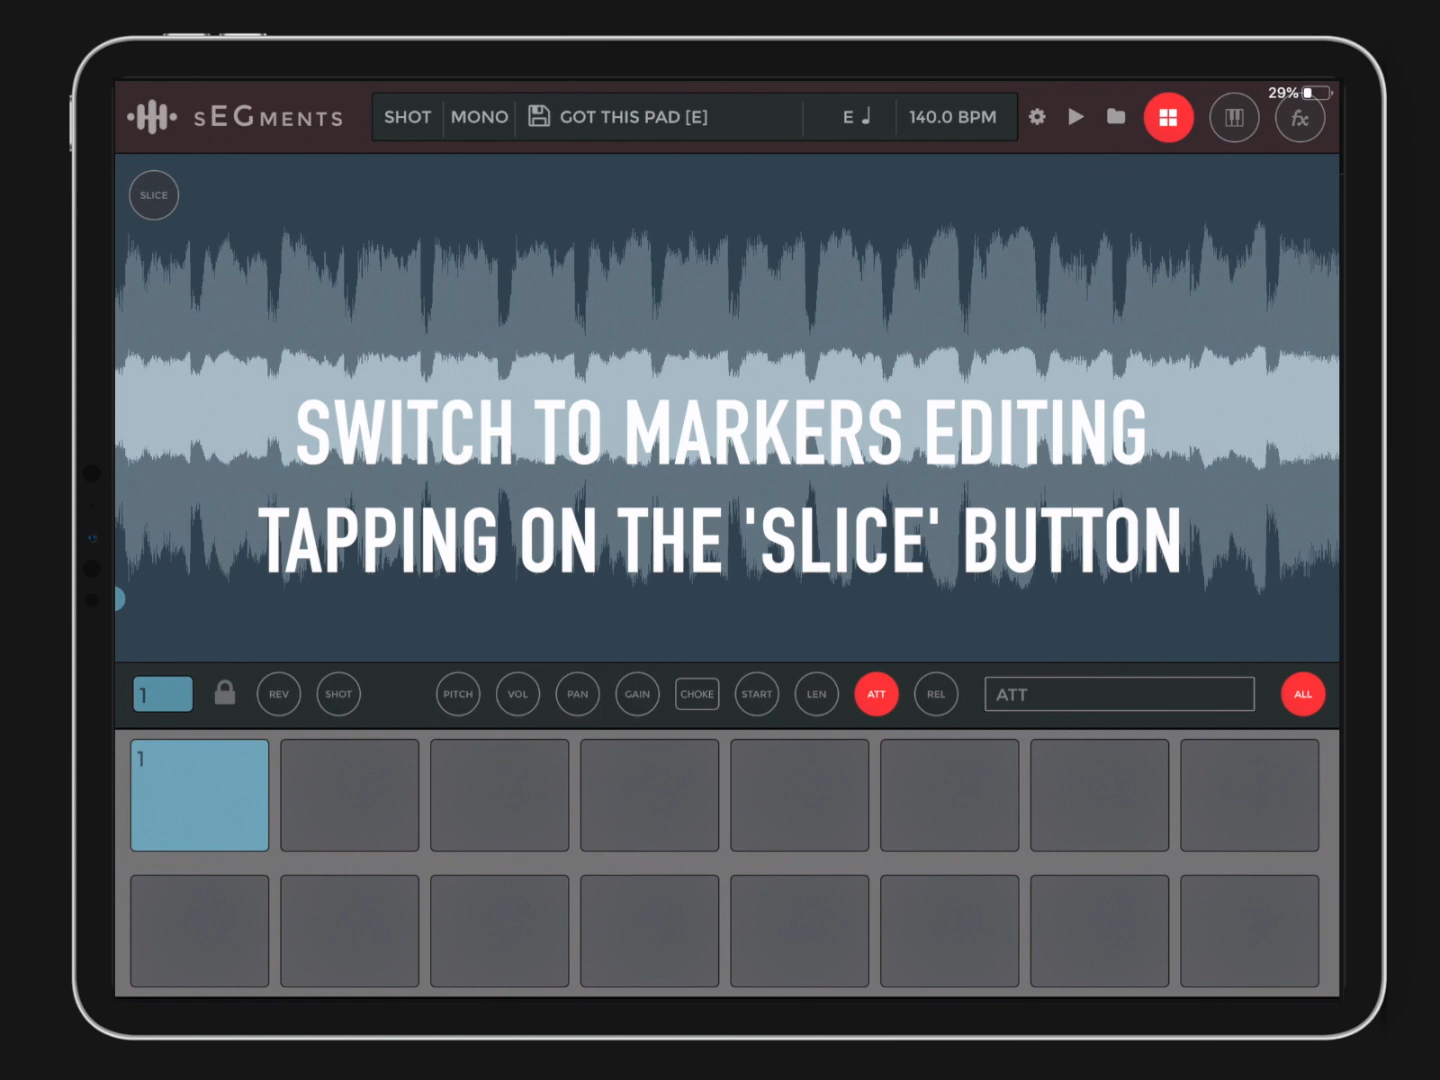 29%
sEGMENTS SHOT MONO GOT THIS PAD [E] E 140.0 BPM fx
SLICE
SWITCH TO MARKERS EDITING
TAPPING ON THE 'SLICE' BUTTON
1 REV SHOT PITCH VOL PAN GAIN CHOKE START LEN ATT REL ATT ALL
1